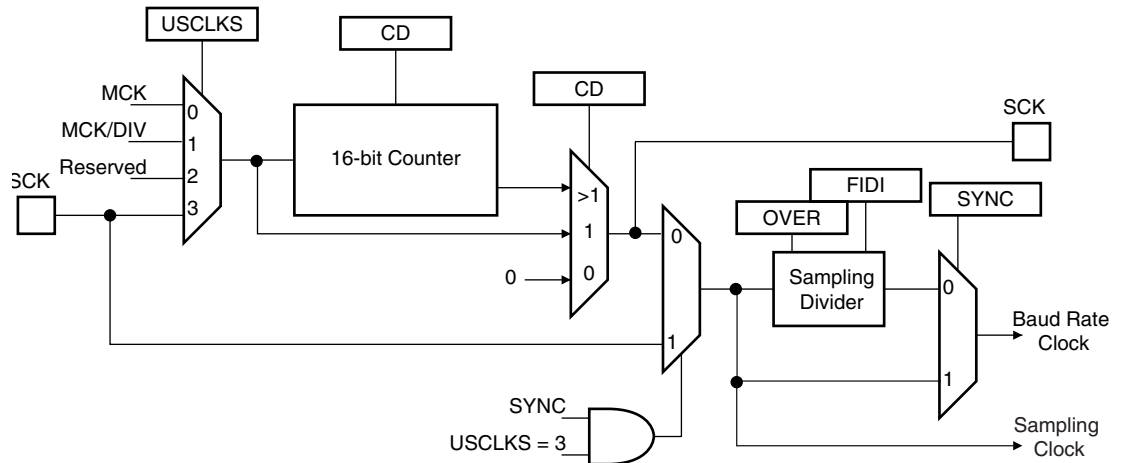 USCLKS
CD
CD
MCK
0
MCK/DIV
1
Reserved
2
SCK
3
16-bit Counter
>1
1
0
0
SCK
0
1
FIDI
OVER
SYNC
Sampling
Divider
0
1
Baud Rate
Clock
SYNC
USCLKS = 3
Sampling
Clock